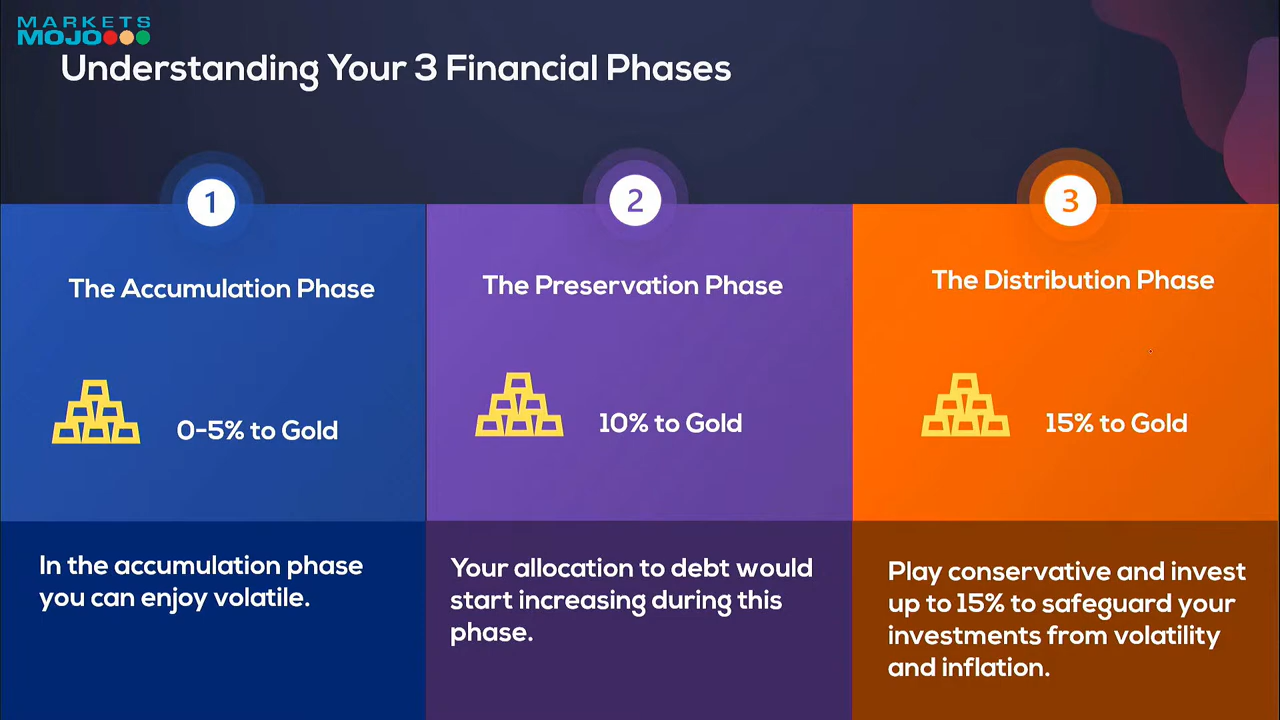 MARKETS
MOJO
Understanding Your 3 Financial Phases
1
The Accumulation Phase
0-5% to Gold
In the accumulation phase
you can enjoy volatile.
2
The Preservation Phase
10% to Gold
Your allocation to debt would
start increasing during this
phase.
3
The Distribution Phase
15% to Gold
Play conservative and invest
up to 15% to safeguard your
investments from volatility
and inflation.